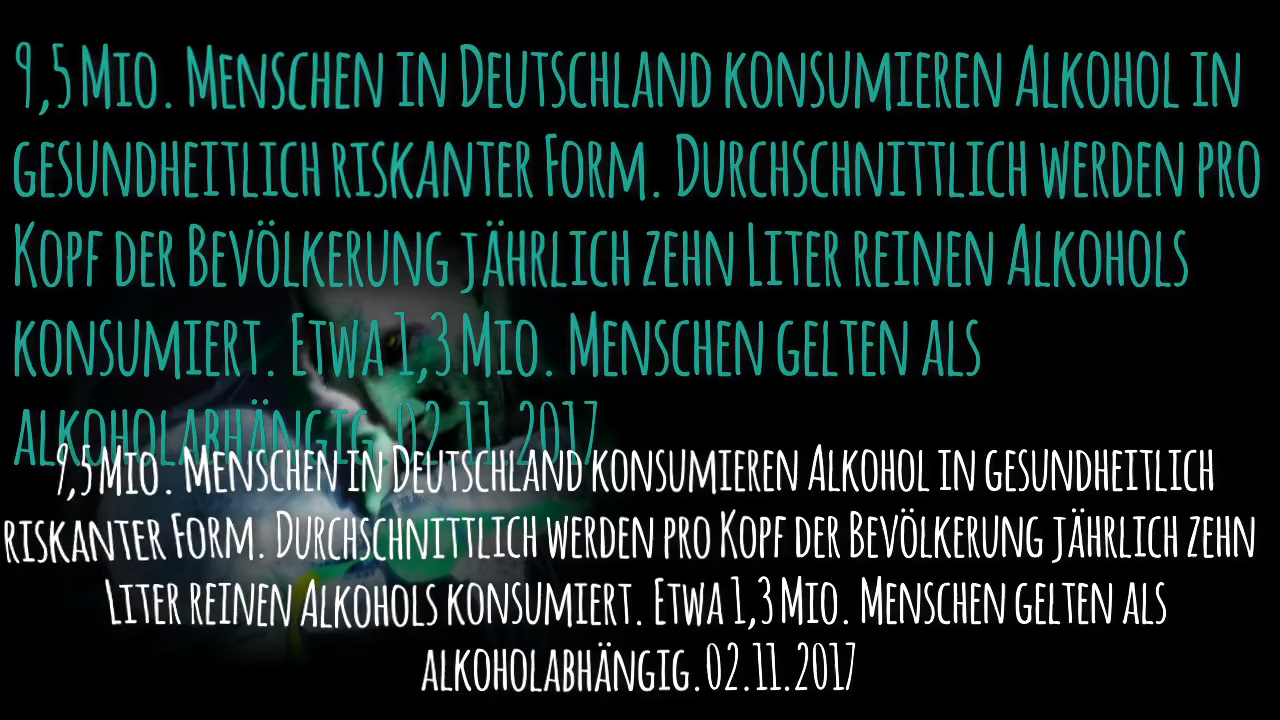 9,5 Mio. Menschen in Deutschland konsumieren Alkohol in
gesundheitlich riskanter Form. Durchschnittlich werden pro
Kopf der Bevölkerung jährlich zehn Liter reinen Alkohols
konsumiert. Etwa 1,3 Mio. Menschen gelten als
alkoholabhängig. 02.11.2017
9,5 Mio. Menschen in Deutschland konsumieren Alkohol in gesundheitlich
riskanter Form. Durchschnittlich werden pro Kopf der Bevölkerung jährlich zehn
Liter reinen Alkohols konsumiert. Etwa 1,3 Mio. Menschen gelten als
alkoholabhängig. 02.11.2017